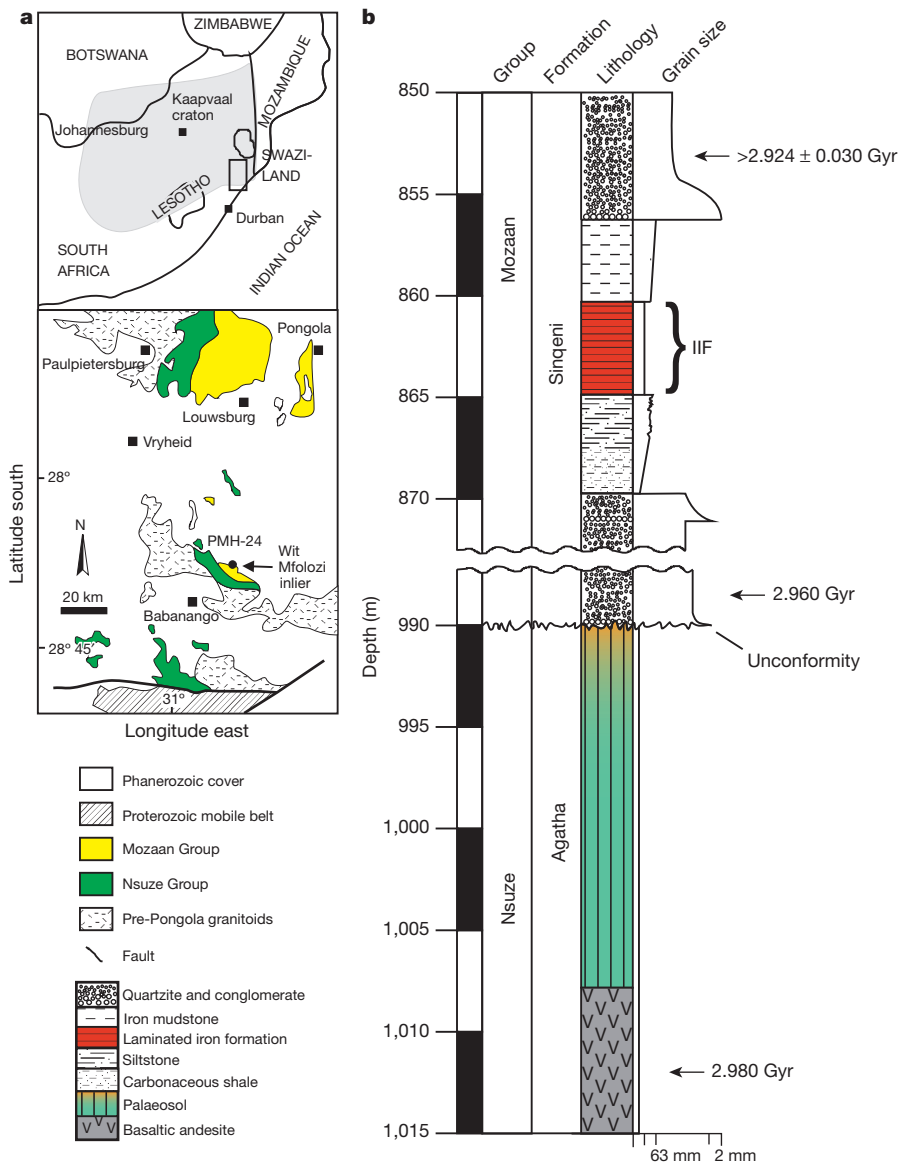 a
ZIMBABWE
BOTSWANA
MOZAMBIQUE
Kaapvaal
craton
Johannesburg
SWAZI-
LAND
LESOTHO
Durban
SOUTH
AFRICA
INDIAN OCEAN
Pongola
Paulpietersburg
Louwsburg
Vryheid
28°
N
PMH-24
Wit
Mfolozi
inlier
20 km
Babanango
28° 45′
31°
Latitude south
Longitude east
Phanerozoic cover
Proterozoic mobile belt
Mozaan Group
Nsuze Group
Pre-Pongola granitoids
Fault
Quartzite and conglomerate
Iron mudstone
Laminated iron formation
Siltstone
Carbonaceous shale
Palaeosol
Basaltic andesite
b
Group
Formation
Lithology
Grain size
850
>2.924 ± 0.030 Gyr
855
Mozaan
860
Sinqeni
IIF
865
870
Depth (m)
2.960 Gyr
990
Unconformity
995
1,000
Agatha
Nsuze
1,005
1,010
2.980 Gyr
1,015
63 mm
2 mm